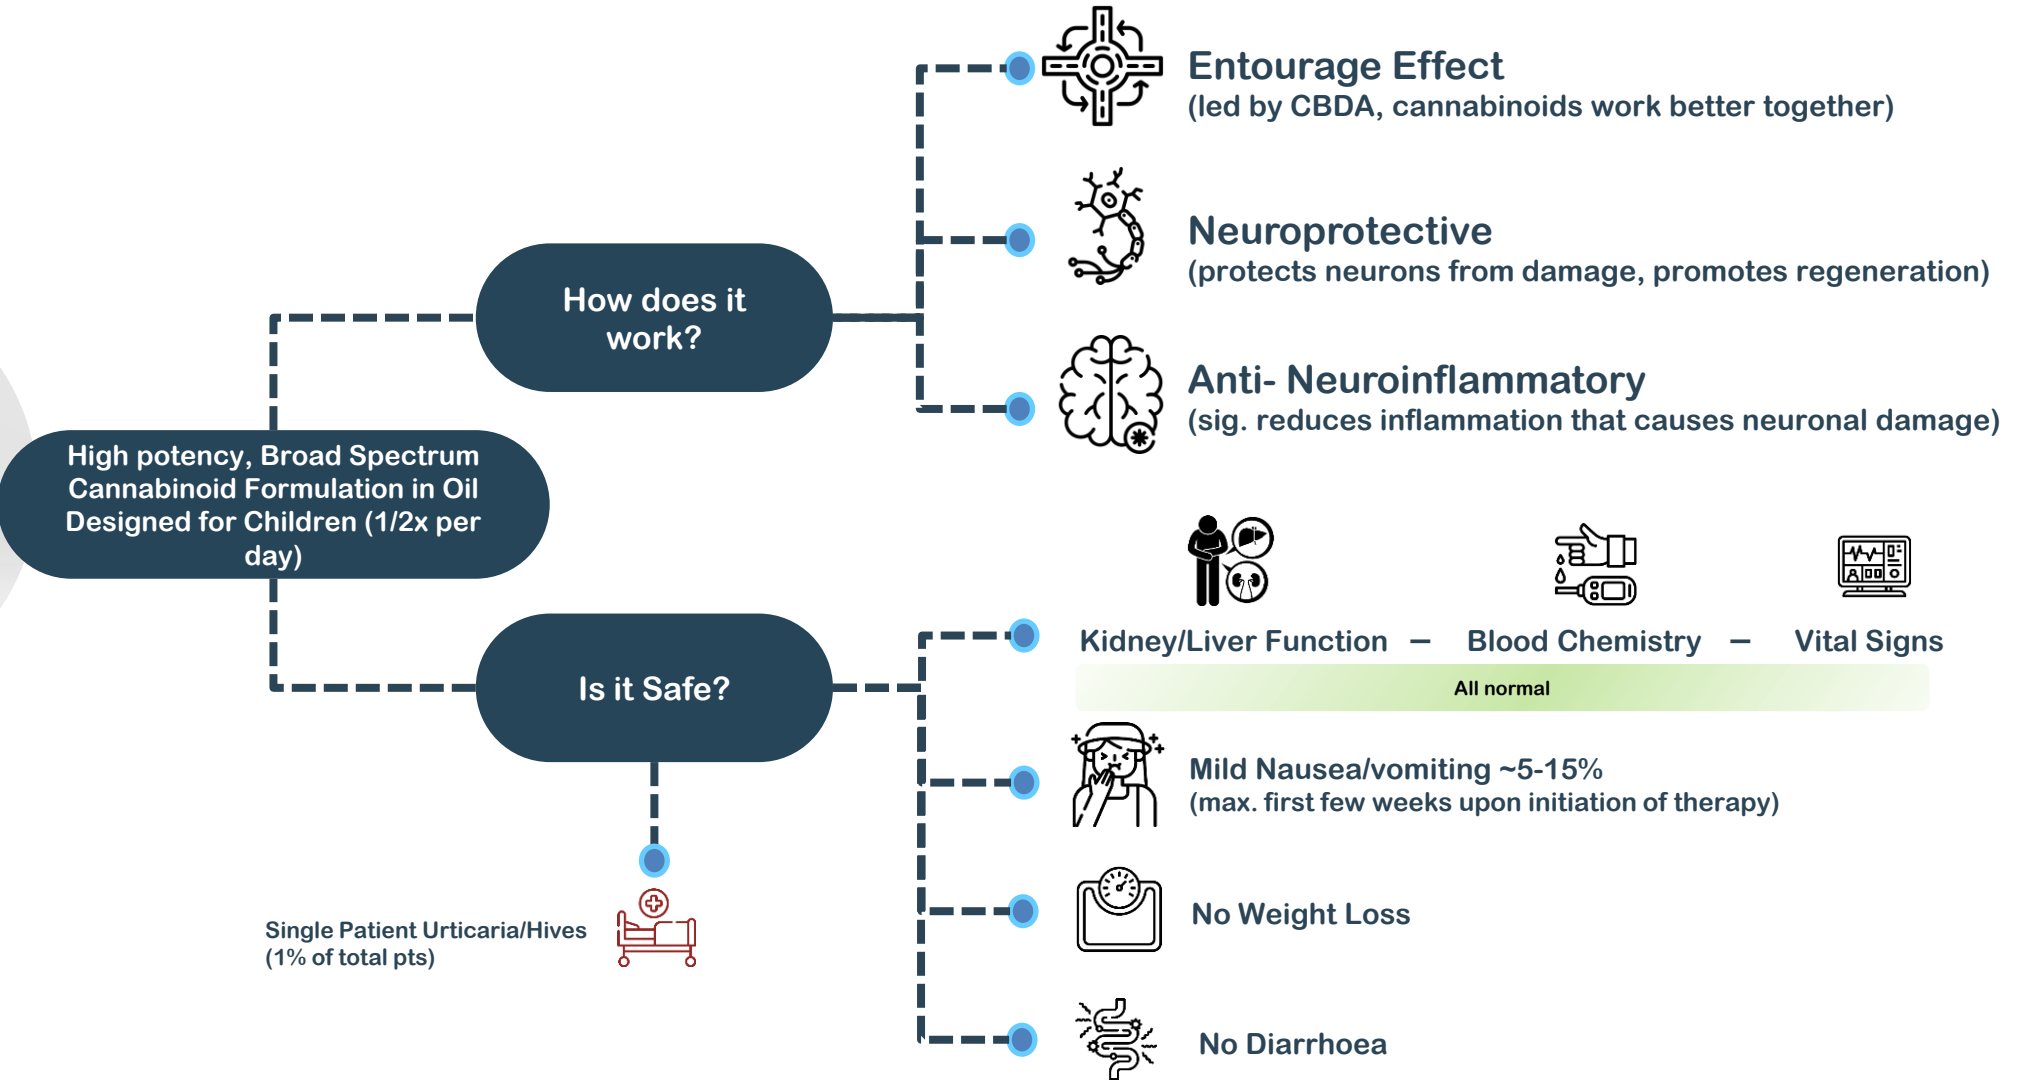 Entourage Effect
(led by CBDA, cannabinoids work better together)
Neuroprotective
(protects neurons from damage, promotes regeneration)
How does it
work?
Anti- Neuroinflammatory
(sig. reduces inflammation that causes neuronal damage)
High potency, Broad Spectrum
Cannabinoid Formulation in Oil
Designed for Children (1/2x per
day)
Is it Safe?
Kidney/Liver Function – Blood Chemistry – Vital Signs
All normal
Mild Nausea/vomiting ~5-15%
(max. first few weeks upon initiation of therapy)
No Weight Loss
No Diarrhoea
Single Patient Urticaria/Hives
(1% of total pts)